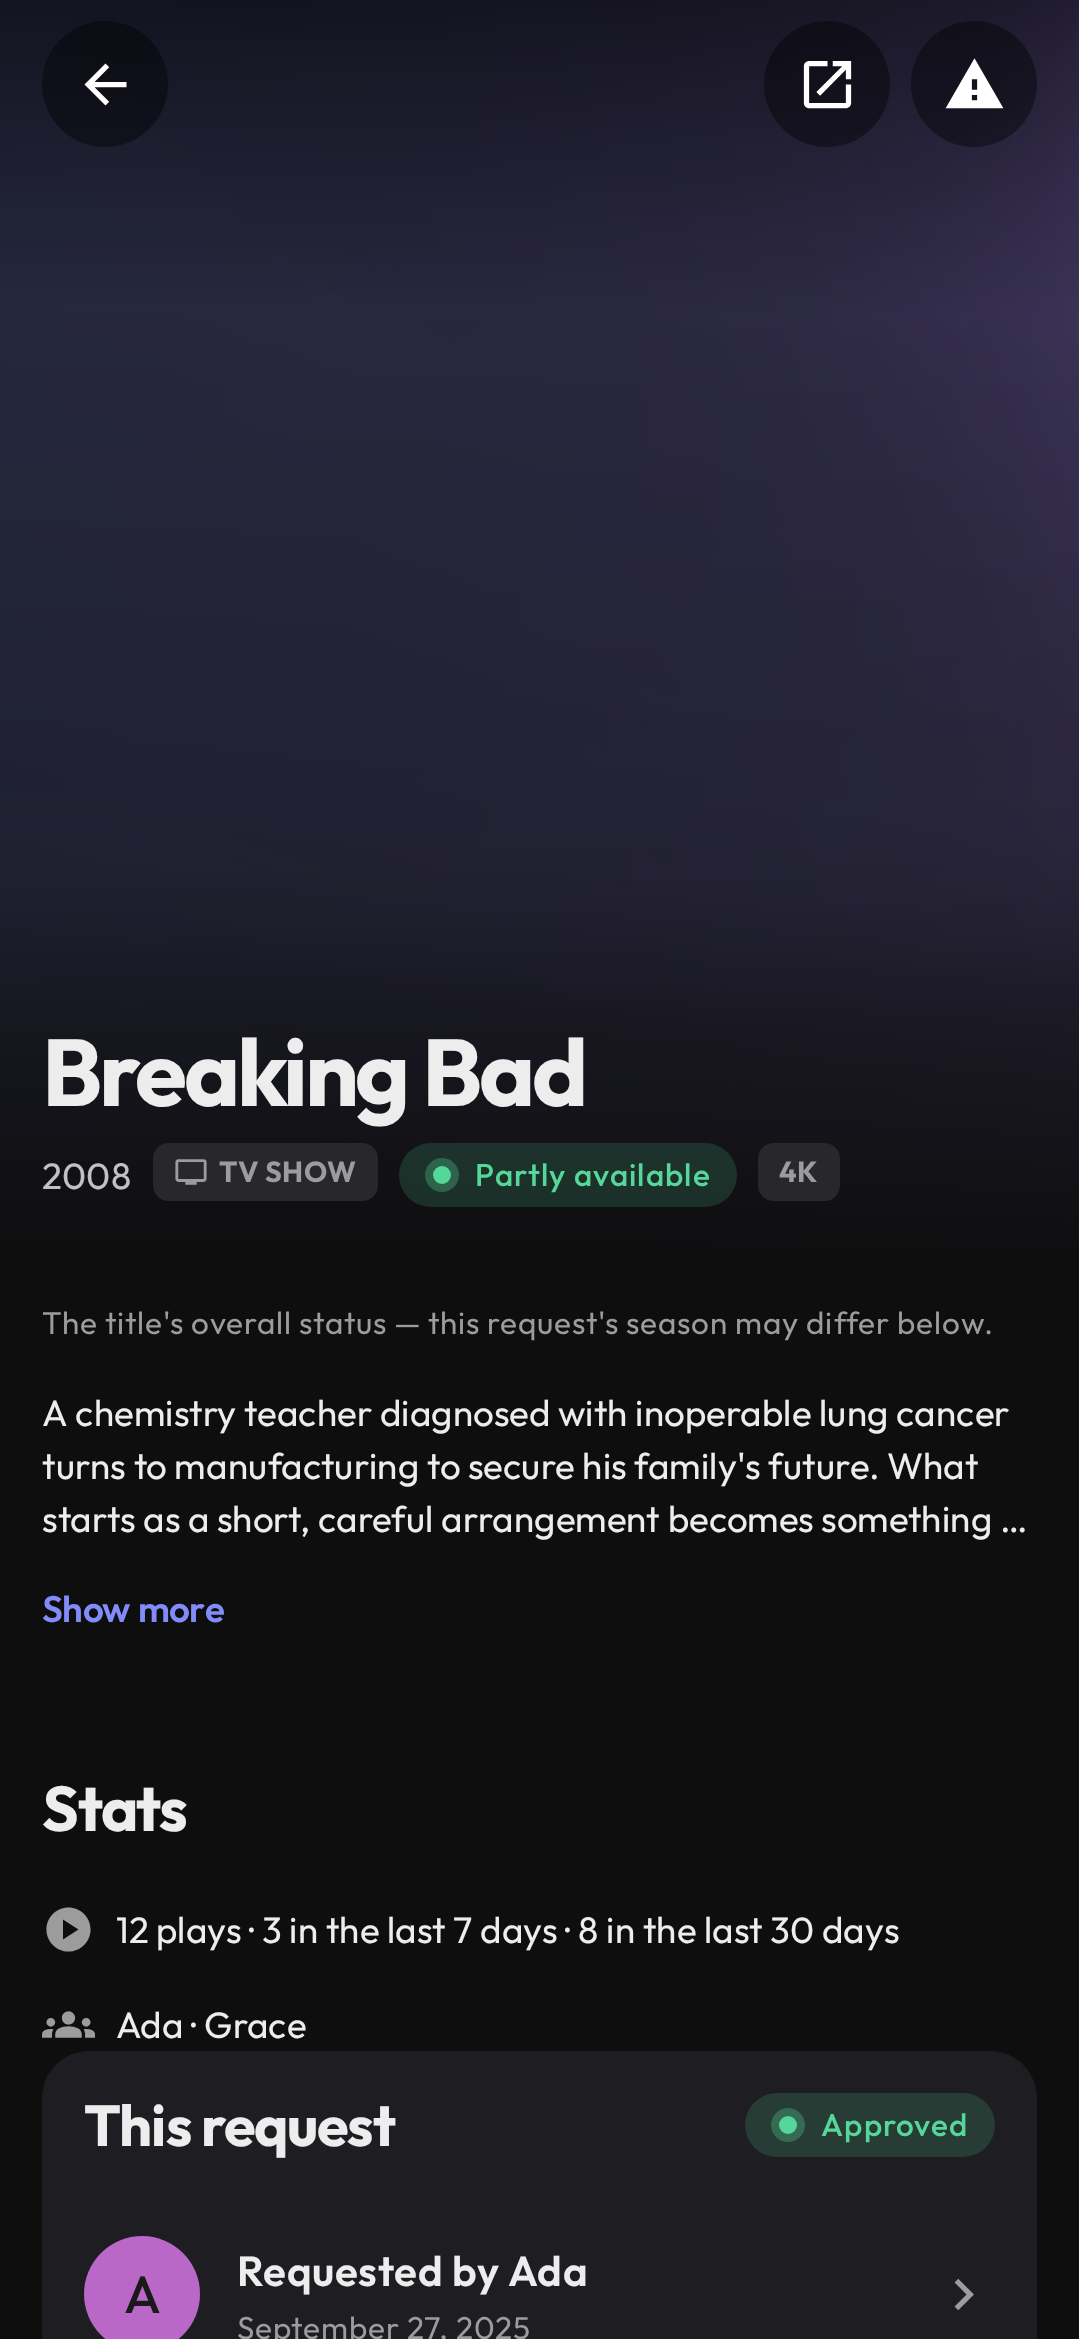 Breaking Bad
2008 TV SHOW Partly available 4K
The title's overall status — this request's season may differ below.
A chemistry teacher diagnosed with inoperable lung cancer
turns to manufacturing to secure his family's future. What
starts as a short, careful arrangement becomes something ...
Show more
Stats
12 plays · 3 in the last 7 days · 8 in the last 30 days
Ada · Grace
This request Approved
A Requested by Ada
September 27, 2025